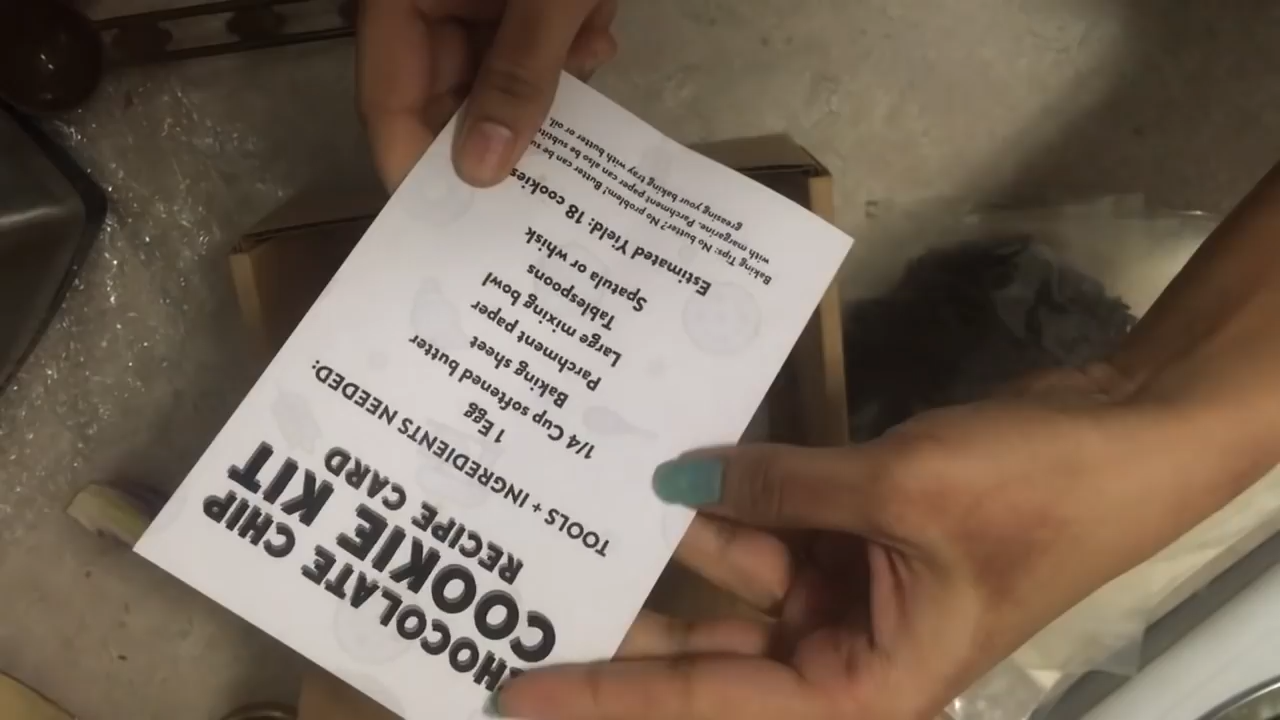 CHOCOLATE CHIP
COOKIE KIT
RECIPE CARD
TOOLS + INGREDIENTS NEEDED:
1 Egg
1/4 Cup softened butter
Baking sheet
Parchment paper
Large mixing bowl
Tablespoons
Spatula or whisk
Estimated Yield: 18 cookies
Baking Tips: No butter? No problem! Butter can be
with margarine. Parchment paper can also be
greasing your baking tray with butter or oil.